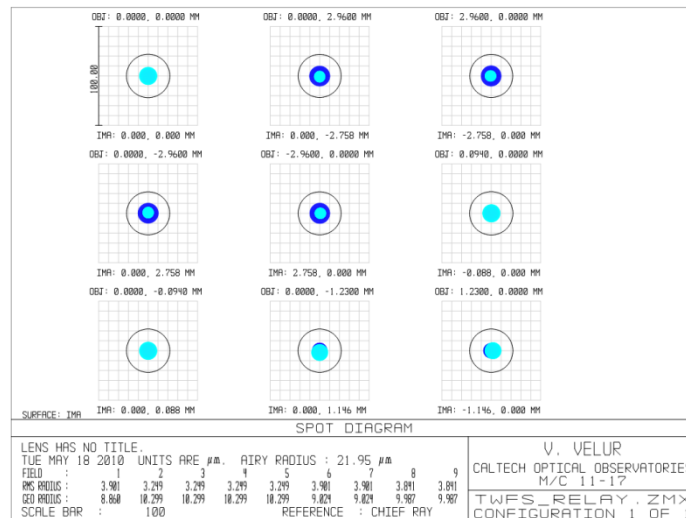 OBJ: 0.0000, 0.0000 MM
OBJ: 0.0000, 2.9600 MM
OBJ: 2.9600, 0.0000 MM
100.00
IMA: 0.000, 0.000 MM
IMA: 0.000, -2.758 MM
IMA: -2.758, 0.000 MM
OBJ: 0.0000, -2.9600 MM
OBJ: -2.9600, 0.0000 MM
OBJ: 0.0940, 0.0000 MM
IMA: 0.000, 2.758 MM
IMA: 2.758, 0.000 MM
IMA: -0.088, 0.000 MM
OBJ: 0.0000, -0.0940 MM
OBJ: 0.0000, -1.2300 MM
OBJ: 1.2300, 0.0000 MM
IMA: 0.000, 0.088 MM
IMA: 0.000, 1.146 MM
IMA: -1.146, 0.000 MM
SURFACE: IMA
SPOT DIAGRAM
LENS HAS NO TITLE.
TUE MAY 18 2010 UNITS ARE µm. AIRY RADIUS : 21.95 µm
FIELD : 1 2 3 4 5 6 7 8 9
RMS RADIUS : 3.901 3.249 3.249 3.249 3.249 3.901 3.901 3.841 3.841
GEO RADIUS : 8.860 10.299 10.299 10.299 10.299 9.024 9.024 9.987 9.987
SCALE BAR : 100 REFERENCE : CHIEF RAY
V. VELUR
CALTECH OPTICAL OBSERVATORIE
M/C 11-17
TWFS_RELAY.ZMX
CONFIGURATION 1 OF